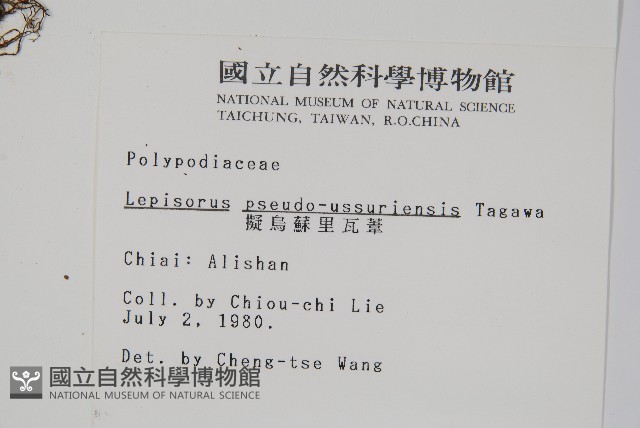 國立自然科學博物館
NATIONAL MUSEUM OF NATURAL SCIENCE
TAICHUNG, TAIWAN, R.O.CHINA
Polypodiaceae
Lepisorus pseudo-ussuriensis Tagawa
擬烏蘇里瓦葦
Chiai: Alishan
Coll. by Chiou-chi Lie
July 2, 1980.
Det. by Cheng-tse Wang
國立自然科學博物館
NATIONAL MUSEUM OF NATURAL SCIENCE